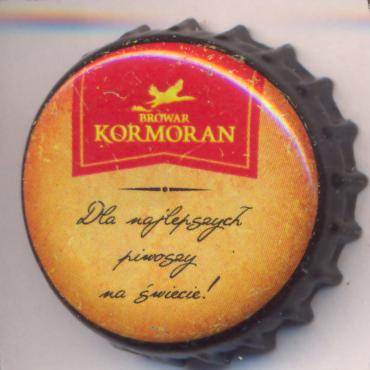 BROWAR
KORMORAN
Dla najlepszych
piwoszy
na świecie!